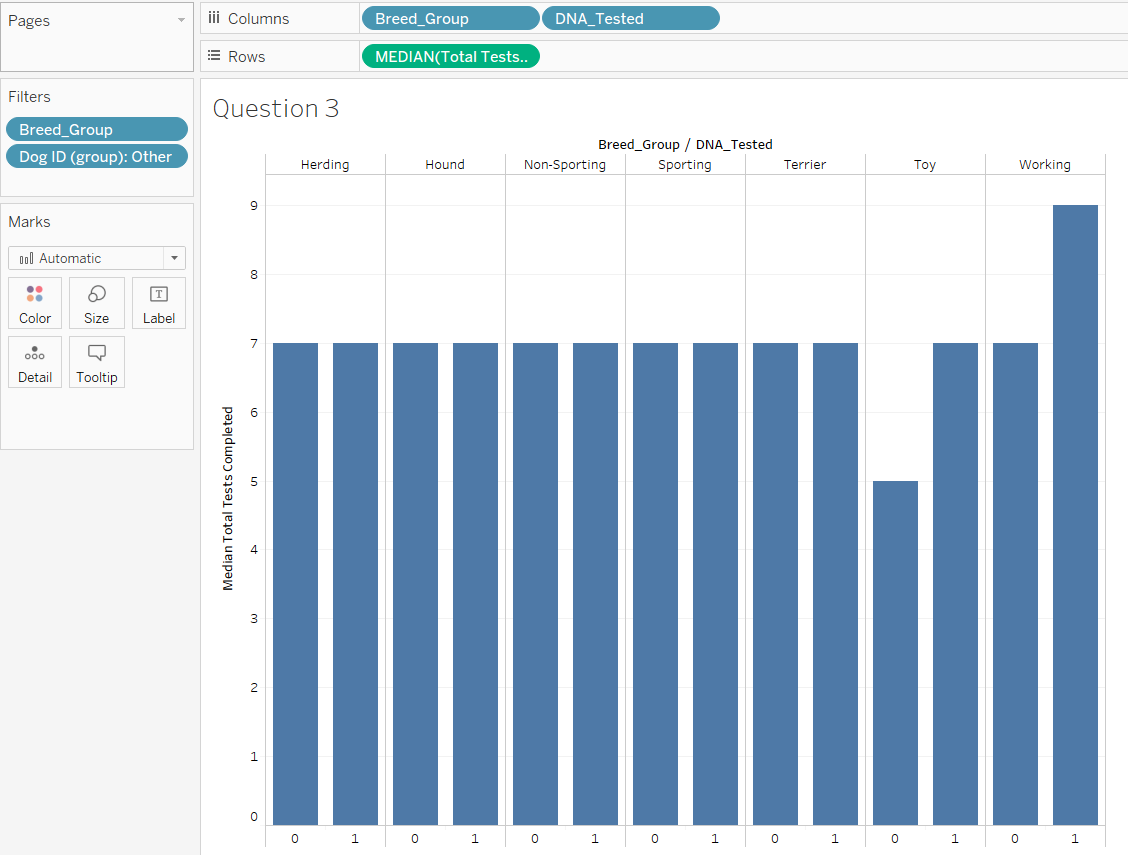 Pages
Columns
Breed_Group
DNA_Tested
Rows
MEDIAN(Total Tests..
Filters
Breed_Group
Dog ID (group): Other
Marks
Automatic
Color
Size
Label
Detail
Tooltip
Question 3
Breed_Group / DNA_Tested
Herding
Hound
Non-Sporting
Sporting
Terrier
Toy
Working
Median Total Tests Completed
9
8
7
6
5
4
3
2
1
0
0 1 0 1 0 1 0 1 0 1 0 1 0 1